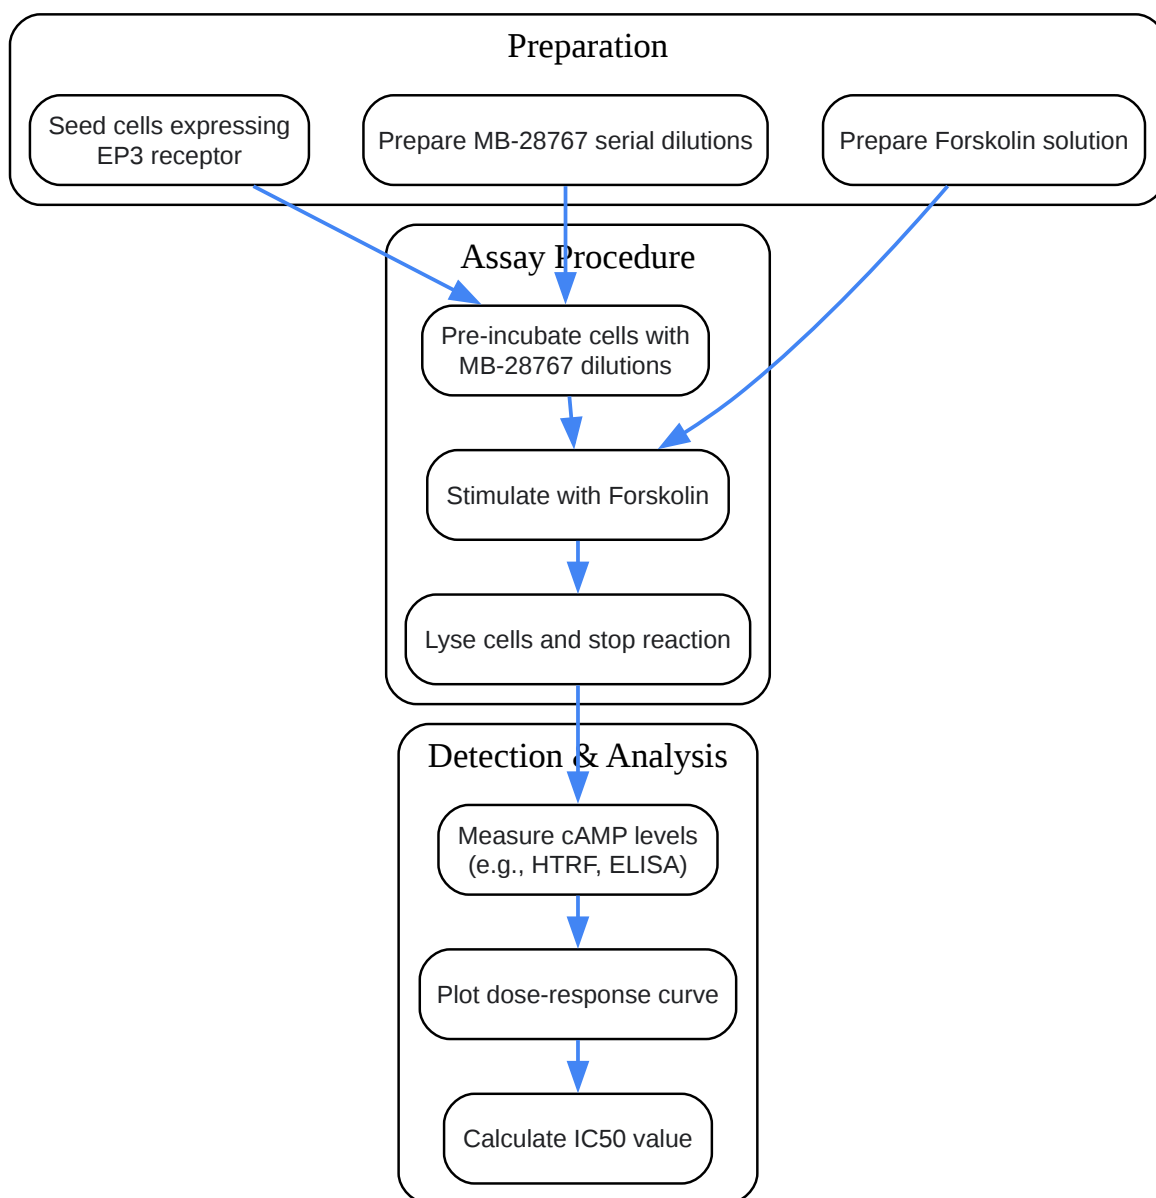 Preparation
Seed cells expressing
EP3 receptor
Prepare MB-28767 serial dilutions
Prepare Forskolin solution
Assay Procedure
Pre-incubate cells with
MB-28767 dilutions
Stimulate with Forskolin
Lyse cells and stop reaction
Detection & Analysis
Measure cAMP levels
(e.g., HTRF, ELISA)
Plot dose-response curve
Calculate IC50 value